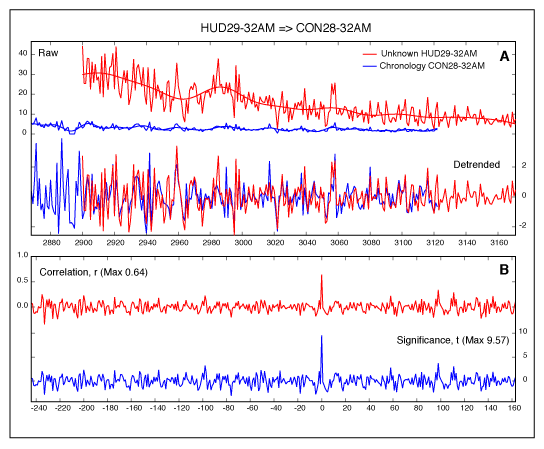 HUD29-32AM => CON28-32AM
Raw
Unknown HUD29-32AM
A
Chronology CON28-32AM
40
30
20
10
0
Detrended
2
0
-2
2880 2900 2920 2940 2960 2980 3000 3020 3040 3060 3080 3100 3120 3140 3160
1.0
B
Correlation, r (Max 0.64)
0.5
0.0
Significance, t (Max 9.57)
10
5
0
-240 -220 -200 -180 -160 -140 -120 -100 -80 -60 -40 -20 0 20 40 60 80 100 120 140 160